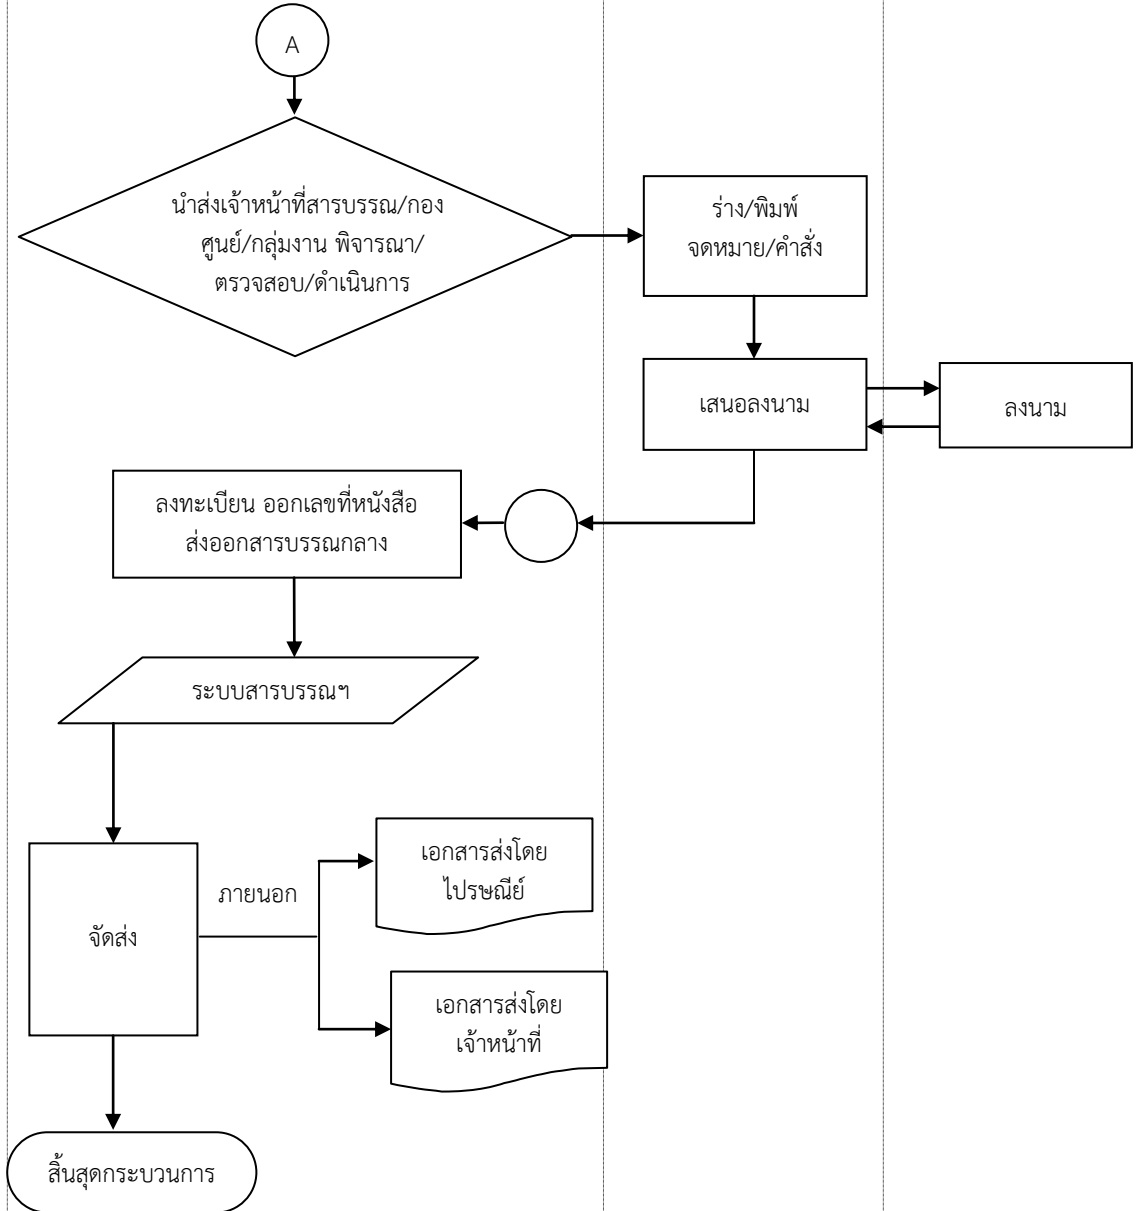 A
นำส่งเจ้าหน้าที่สารบรรณ/กอง
ศูนย์/กลุ่มงาน พิจารณา/
ตรวจสอบ/ดำเนินการ
ร่าง/พิมพ์
จดหมาย/คำสั่ง
เสนอลงนาม
ลงนาม
ลงทะเบียน ออกเลขที่หนังสือ
ส่งออกสารบรรณกลาง
ระบบสารบรรณฯ
จัดส่ง
ภายนอก
เอกสารส่งโดย
ไปรษณีย์
เอกสารส่งโดย
เจ้าหน้าที่
สิ้นสุดกระบวนการ